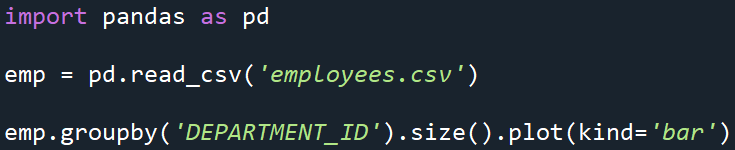 import pandas as pd
emp = pd.read_csv('employees.csv')
emp.groupby('DEPARTMENT_ID').size().plot(kind='bar')